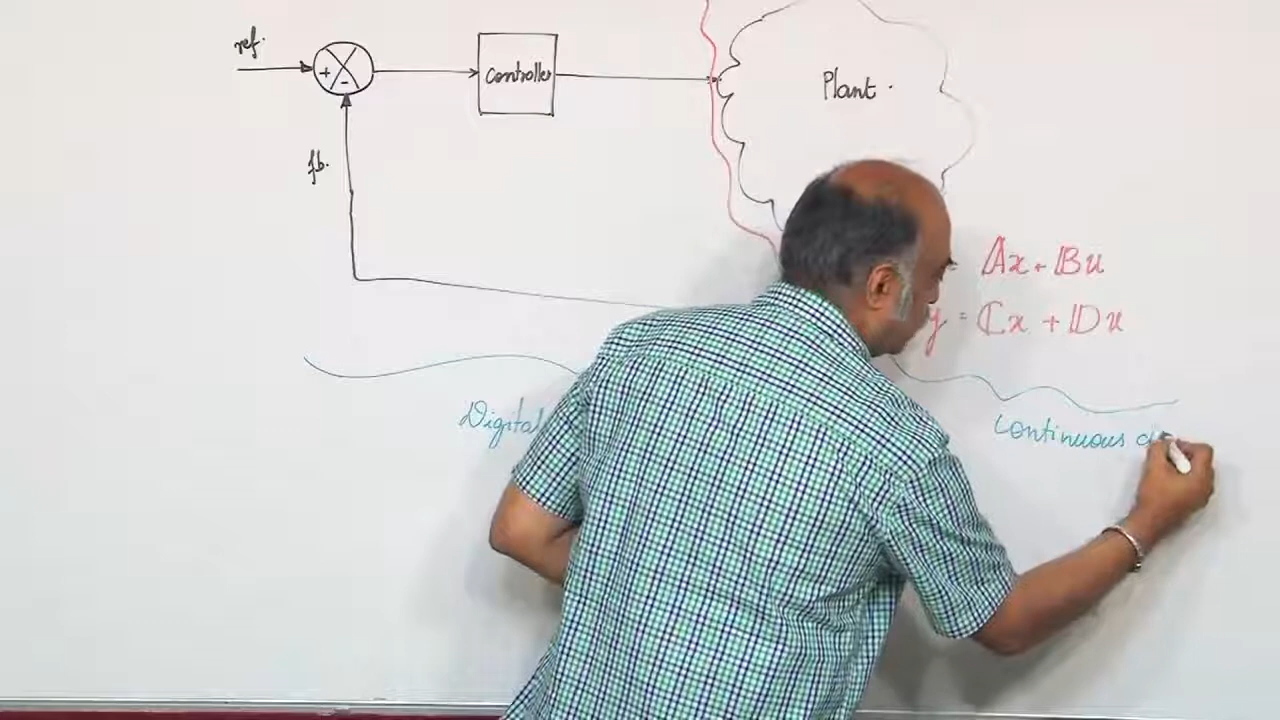 ref.
+
-
Controller
Plant.
fb.
= Ax + Bu
y = Cx + Du
Digital
Continuous